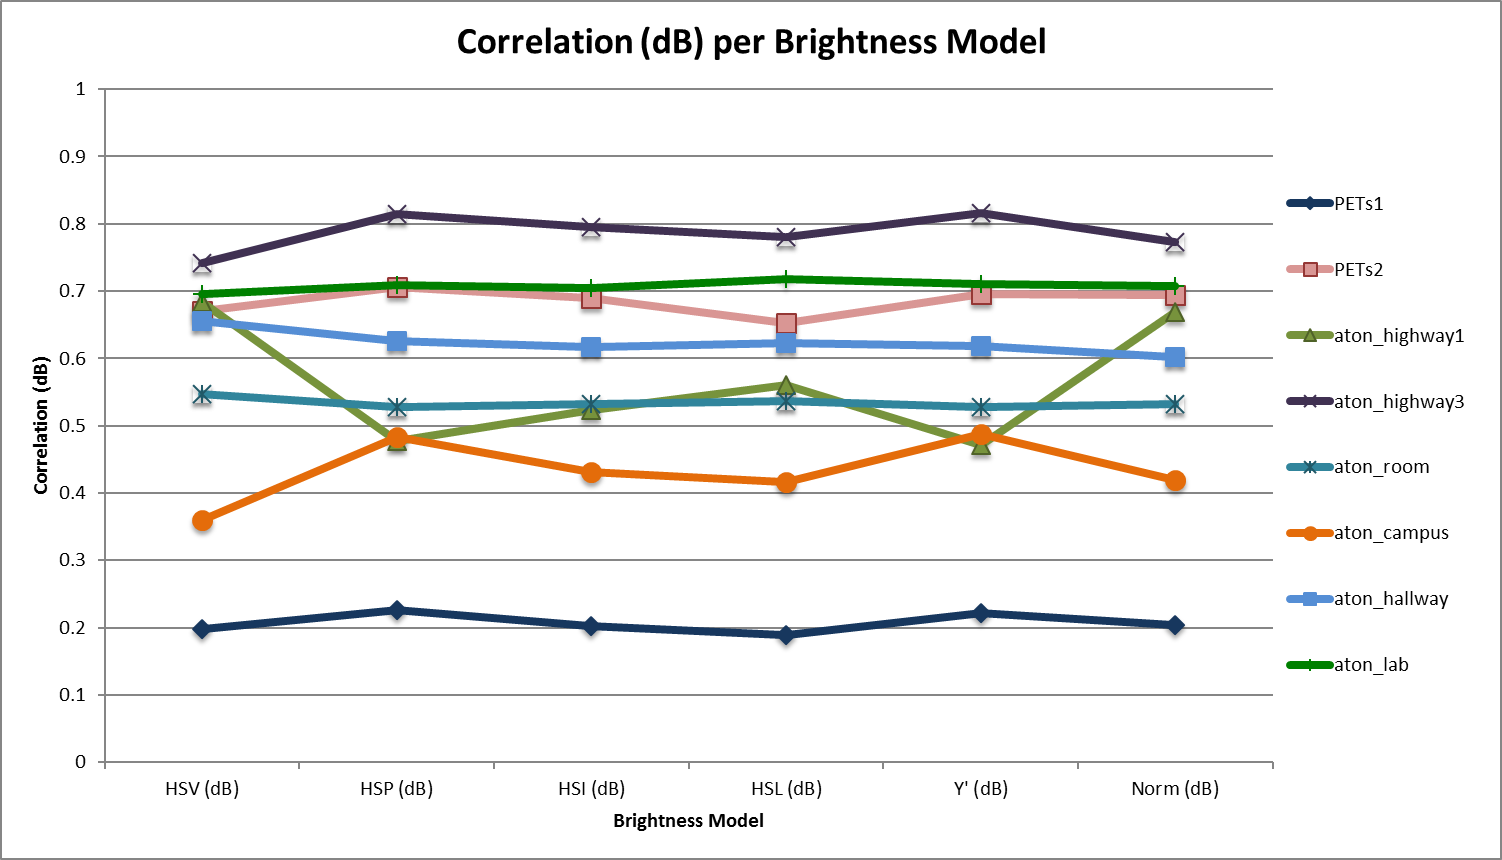 Correlation (dB) per Brightness Model
1
0.9
0.8
0.7
0.6
0.5
0.4
0.3
0.2
0.1
0
Correlation (dB)
HSV (dB) HSP (dB) HSI (dB) HSL (dB) Y' (dB) Norm (dB)
Brightness Model
PETs1
PETs2
aton_highway1
aton_highway3
aton_room
aton_campus
aton_hallway
aton_lab